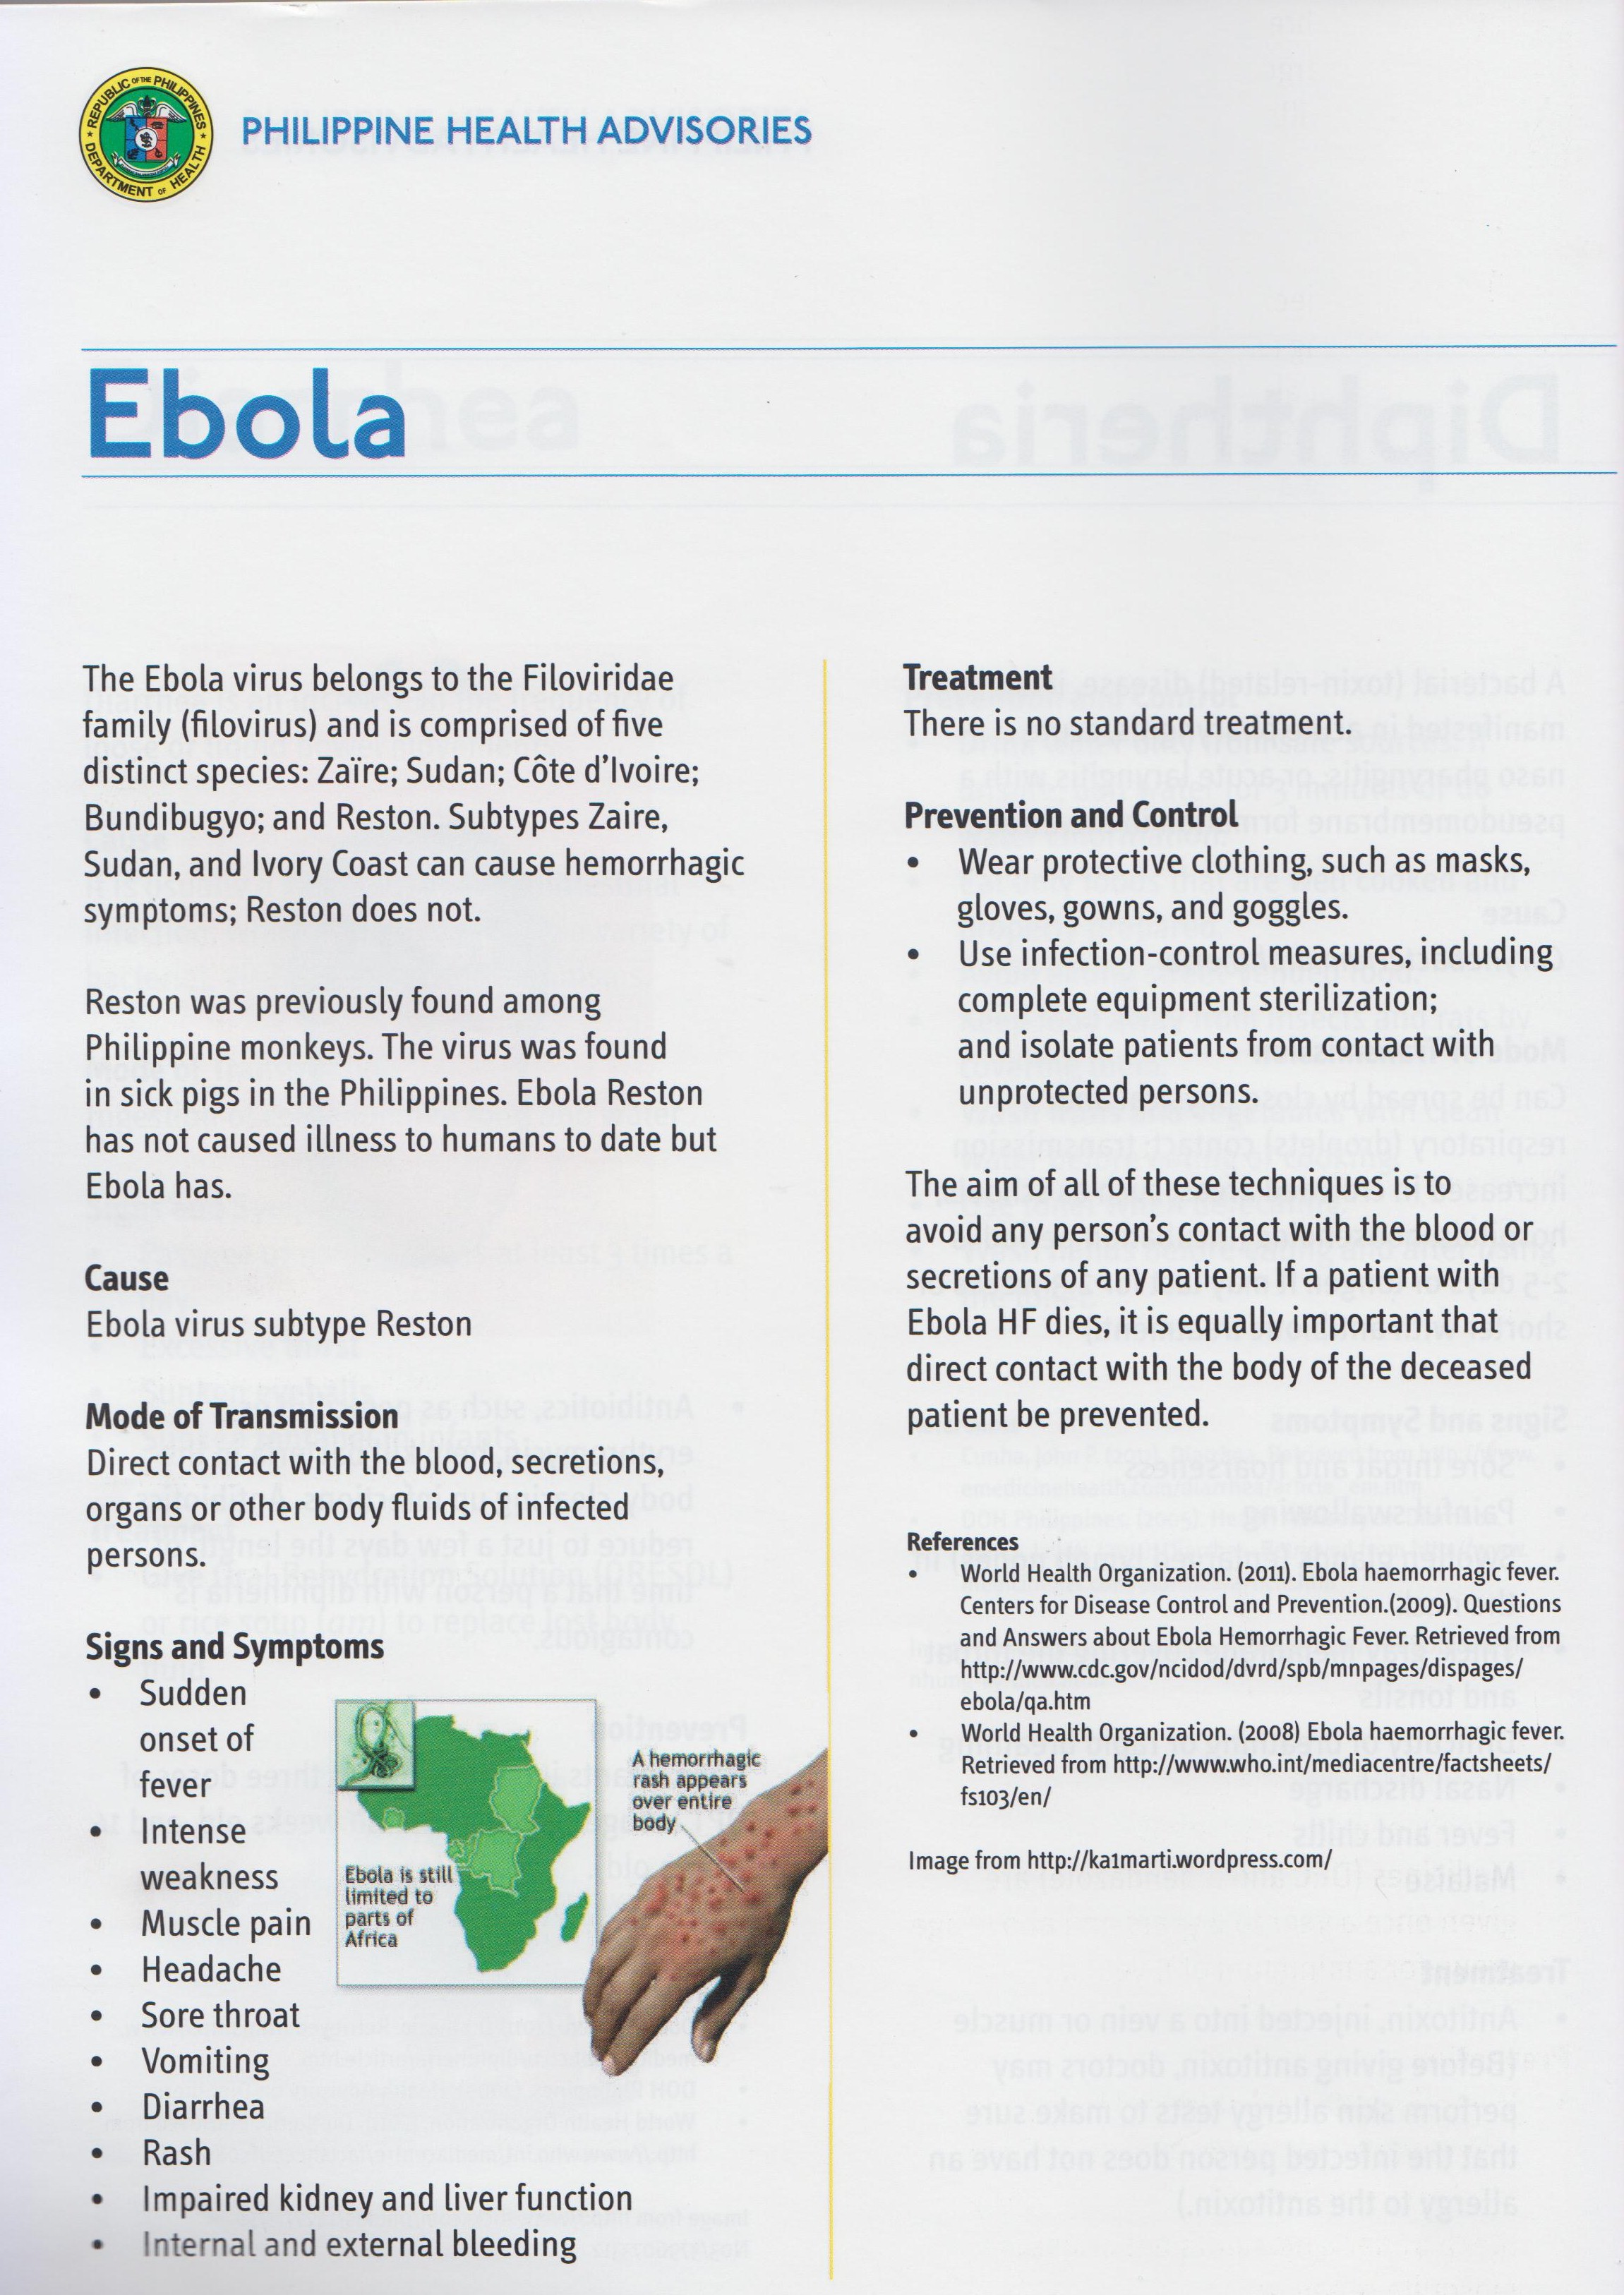 REPUBLIC OF THE PHILIPPINES
DEPARTMENT OF HEALTH
PHILIPPINE HEALTH ADVISORIES
Ebola
The Ebola virus belongs to the Filoviridae
family (filovirus) and is comprised of five
distinct species: Zaïre; Sudan; Côte d'Ivoire;
Bundibugyo; and Reston. Subtypes Zaire,
Sudan, and Ivory Coast can cause hemorrhagic
symptoms; Reston does not.
Reston was previously found among
Philippine monkeys. The virus was found
in sick pigs in the Philippines. Ebola Reston
has not caused illness to humans to date but
Ebola has.
Cause
Ebola virus subtype Reston
Mode of Transmission
Direct contact with the blood, secretions,
organs or other body fluids of infected
persons.
Signs and Symptoms
• Sudden
onset of
fever
• Intense
weakness
• Muscle pain
• Headache
• Sore throat
• Vomiting
• Diarrhea
• Rash
• Impaired kidney and liver function
• Internal and external bleeding
Ebola is still
limited to
parts of
Africa
A hemorrhagic
rash appears
over entire
body
Treatment
There is no standard treatment.
Prevention and Control
• Wear protective clothing, such as masks,
gloves, gowns, and goggles.
• Use infection-control measures, including
complete equipment sterilization;
and isolate patients from contact with
unprotected persons.
The aim of all of these techniques is to
avoid any person's contact with the blood or
secretions of any patient. If a patient with
Ebola HF dies, it is equally important that
direct contact with the body of the deceased
patient be prevented.
References
• World Health Organization. (2011). Ebola haemorrhagic fever.
Centers for Disease Control and Prevention.(2009). Questions
and Answers about Ebola Hemorrhagic Fever. Retrieved from
http://www.cdc.gov/ncidod/dvrd/spb/mnpages/dispages/
ebola/qa.htm
• World Health Organization. (2008) Ebola haemorrhagic fever.
Retrieved from http://www.who.int/mediacentre/factsheets/
fs103/en/
Image from http://ka1marti.wordpress.com/